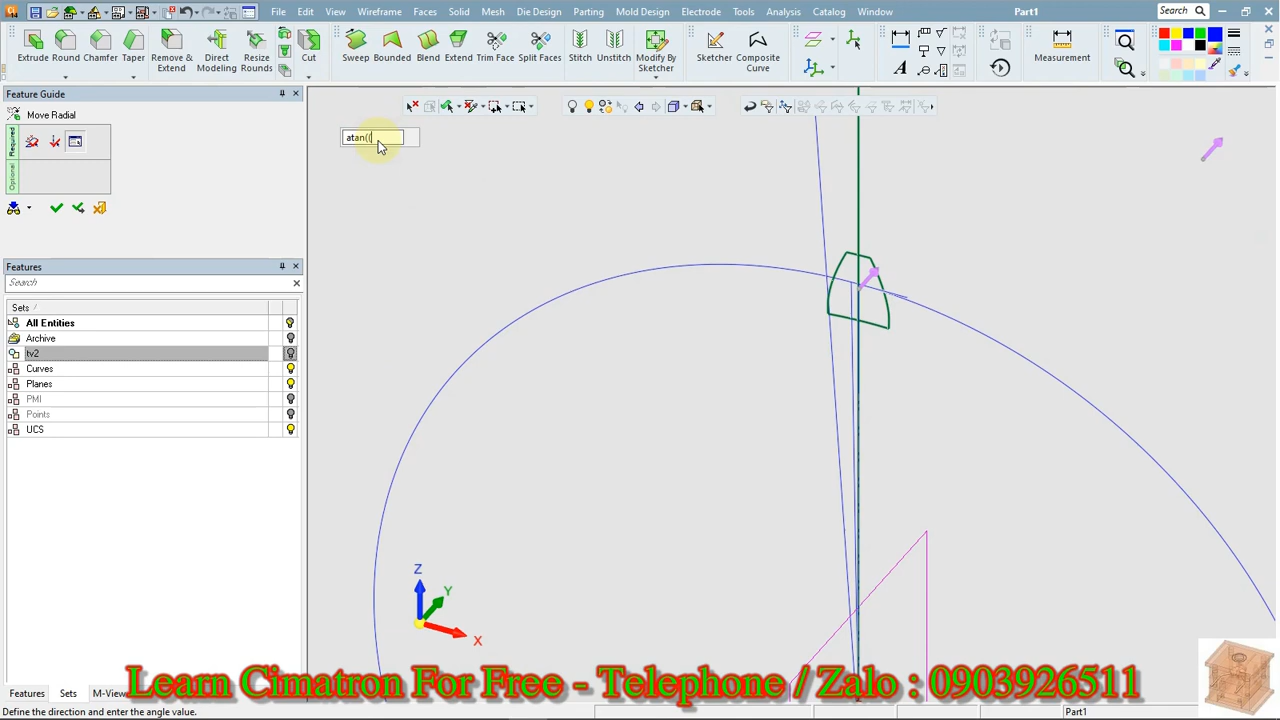 File Edit View Wireframe Faces Solid Mesh Die Design Parting Mold Design Electrode Tools Analysis Catalog Window Part1 Search
Extrude Round Chamfer Taper Remove & Extend Direct Modeling Resize Rounds Cut Sweep Bounded Blend Extend Trim Faces Split Faces Stitch Unstitch Modify By Sketcher Sketcher Composite Curve Measurement
Feature Guide
Move Radial
Required
Optional
atan((
Features
Search
Sets
All Entities
Archive
tv2
Curves
Planes
PMI
Points
UCS
Z
Y
X
Features Sets M-View
Learn Cimatron For Free - Telephone / Zalo : 0903926511
Define the direction and enter the angle value. Part1